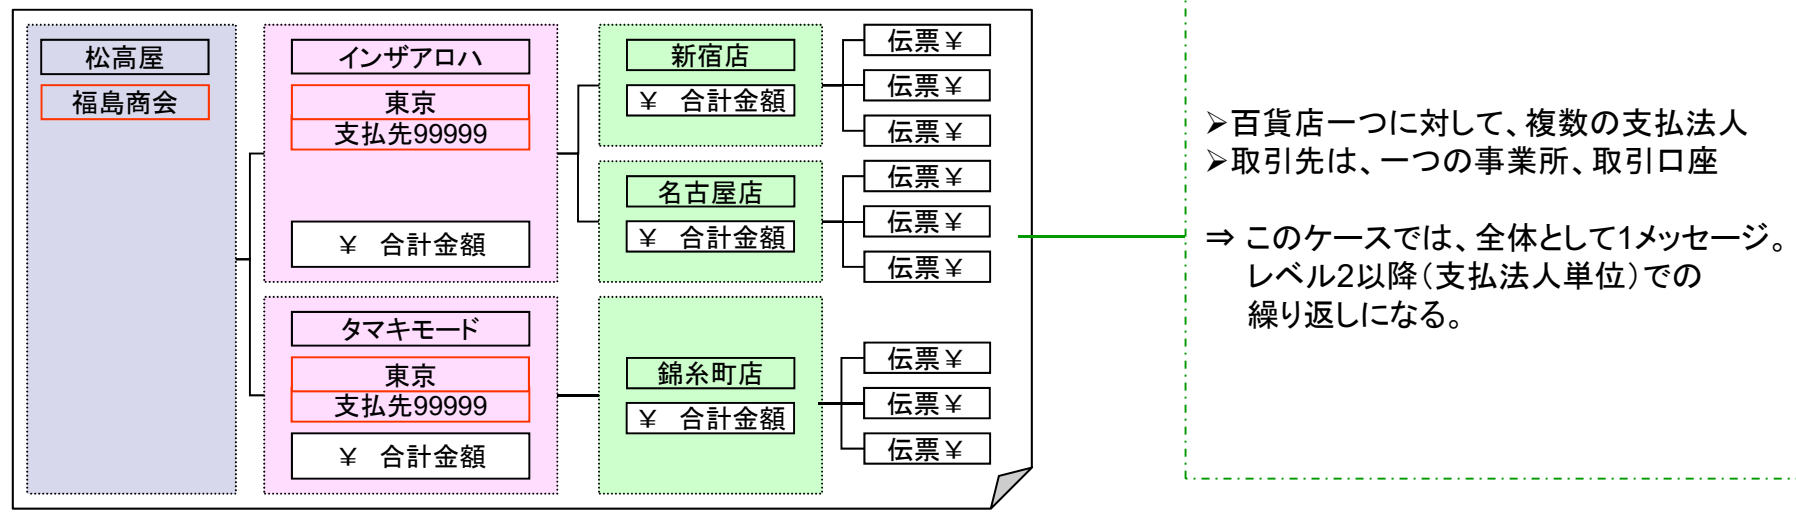 松高屋
福島商会
インザアロハ
東京
支払先99999
￥ 合計金額
タマキモード
東京
支払先99999
￥ 合計金額
新宿店
￥ 合計金額
名古屋店
￥ 合計金額
錦糸町店
￥ 合計金額
伝票￥
伝票￥
伝票￥
伝票￥
伝票￥
伝票￥
伝票￥
伝票￥
伝票￥
➢百貨店一つに対して、複数の支払法人
➢取引先は、一つの事業所、取引口座
⇒ このケースでは、全体として1メッセージ。
レベル2以降（支払法人単位）での
繰り返しになる。